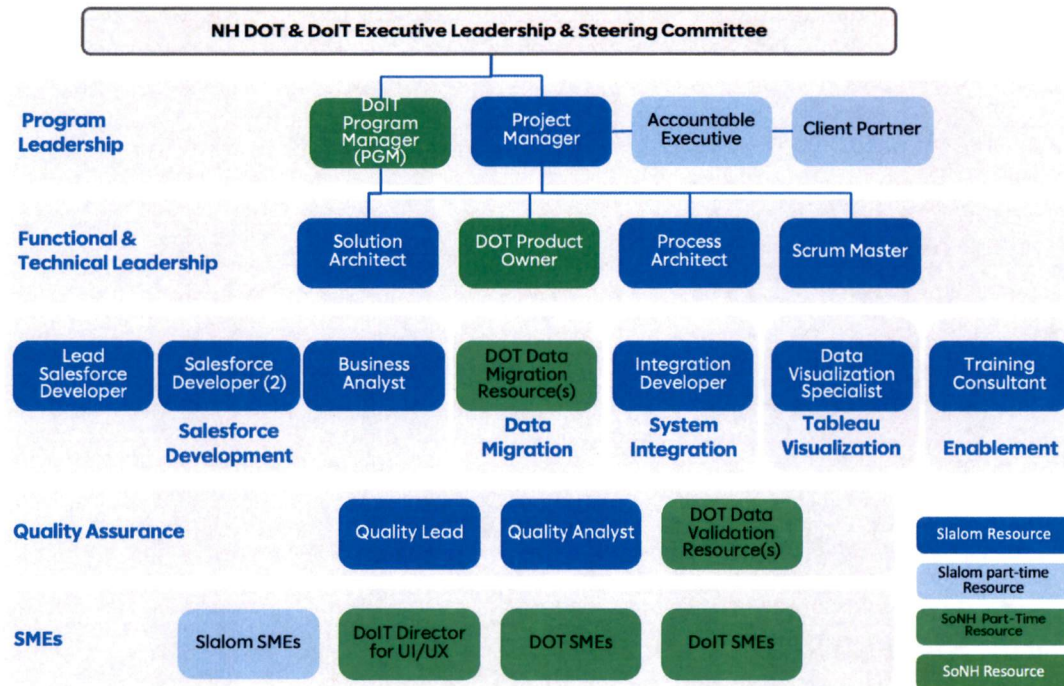 NH DOT & DoIT Executive Leadership & Steering Committee
Program
Leadership
DoIT
Program
Manager
(PGM)
Project
Manager
Accountable
Executive
Client Partner
Functional &
Technical Leadership
Solution
Architect
DOT Product
Owner
Process
Architect
Scrum Master
Lead
Salesforce
Developer
Salesforce
Developer (2)
Business
Analyst
DOT Data
Migration
Resource(s)
Integration
Developer
Data
Visualization
Specialist
Training
Consultant
Salesforce
Development
Data
Migration
System
Integration
Tableau
Visualization
Enablement
Quality Assurance
Quality Lead
Quality Analyst
DOT Data
Validation
Resource(s)
SMEs
Slalom SMEs
DoIT Director
for UI/UX
DOT SMEs
DoIT SMEs
Slalom Resource
Slalom part-time
Resource
SoNH Part-Time
Resource
SoNH Resource